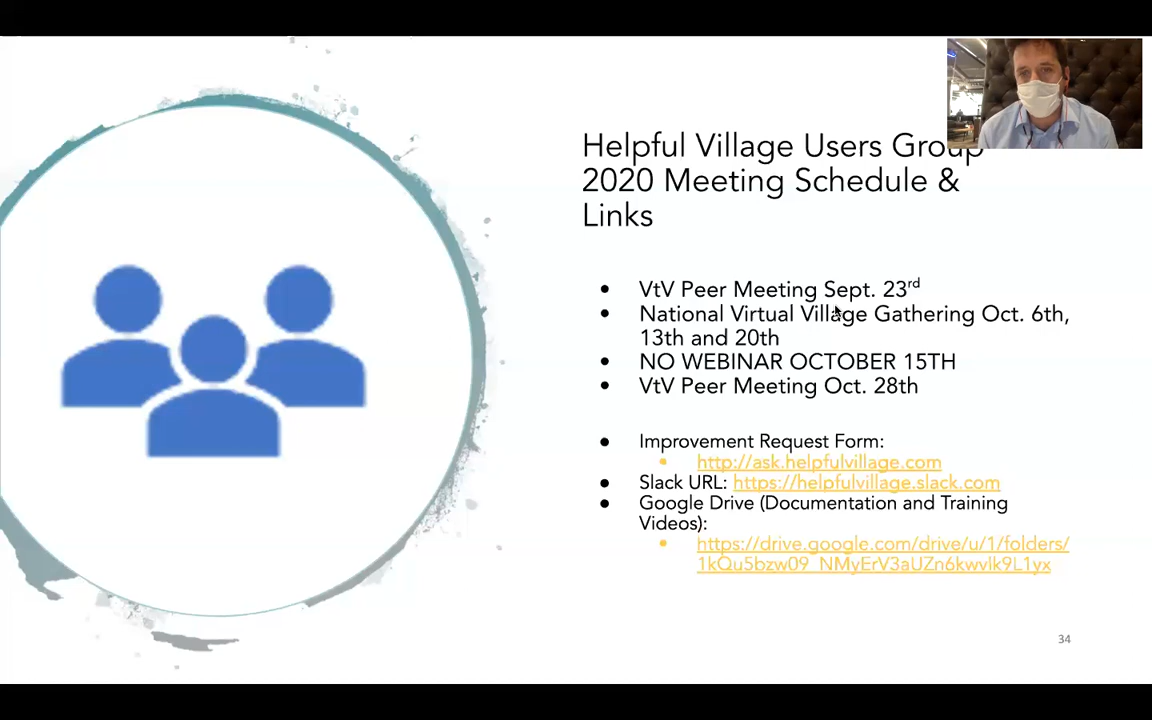 Helpful Village Users Group
2020 Meeting Schedule &
Links
• VtV Peer Meeting Sept. 23rd
• National Virtual Village Gathering Oct. 6th,
13th and 20th
• NO WEBINAR OCTOBER 15TH
• VtV Peer Meeting Oct. 28th
• Improvement Request Form:
• http://ask.helpfulvillage.com
• Slack URL: https://helpfulvillage.slack.com
• Google Drive (Documentation and Training
Videos):
• https://drive.google.com/drive/u/1/folders/
1kQu5bzw09_NMyErV3aUZn6kwvlk9L1yx
34